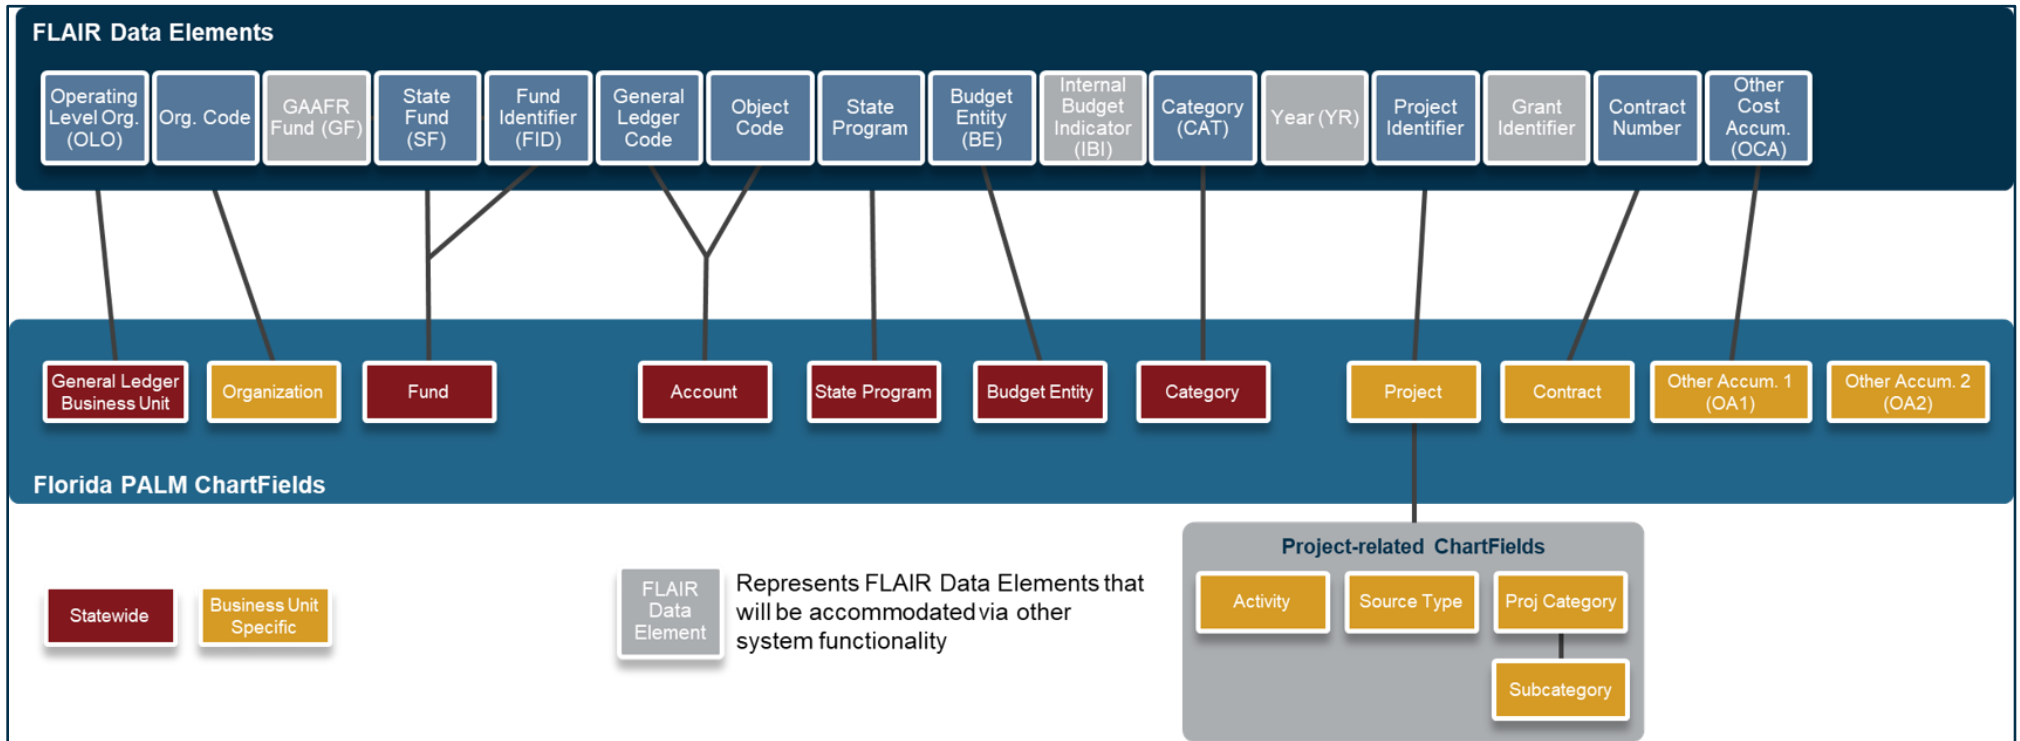 FLAIR Data Elements
Operating
Level Org.
(OLO)
Org. Code
GAAFR
Fund (GF)
State
Fund
(SF)
Fund
Identifier
(FID)
General
Ledger
Code
Object
Code
State
Program
Budget
Entity
(BE)
Internal
Budget
Indicator
(IBI)
Category
(CAT)
Year (YR)
Project
Identifier
Grant
Identifier
Contract
Number
Other
Cost
Accum.
(OCA)
General Ledger
Business Unit
Organization
Fund
Account
State Program
Budget Entity
Category
Project
Contract
Other Accum. 1
(OA1)
Other Accum. 2
(OA2)
Florida PALM ChartFields
Statewide
Business Unit
Specific
FLAIR
Data
Element
Represents FLAIR Data Elements that
will be accommodated via other
system functionality
Project-related ChartFields
Activity
Source Type
Proj Category
Subcategory